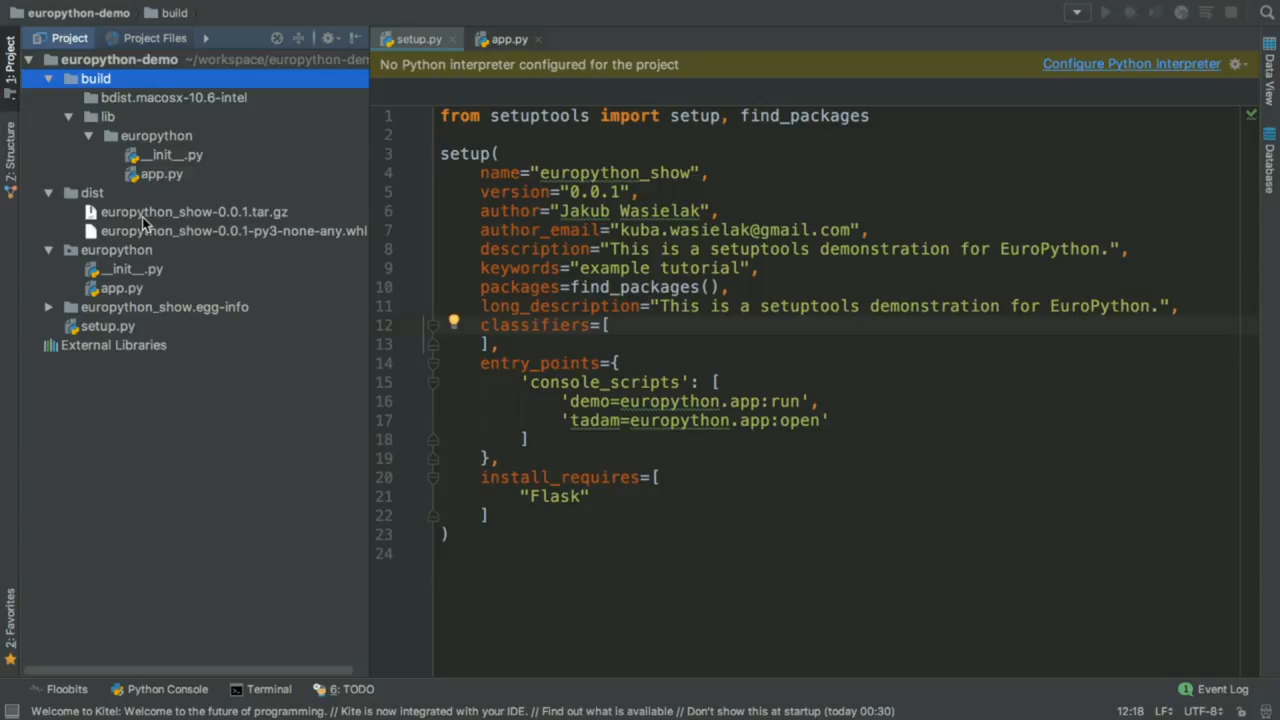 europython-demo build
1: Project
Project Project Files
setup.py app.py
europython-demo ~/workspace/europython-dem
No Python interpreter configured for the project Configure Python Interpreter
build
bdist.macosx-10.6-intel
lib
europython
__init__.py
app.py
dist
europython_show-0.0.1.tar.gz
europython_show-0.0.1-py3-none-any.whl
europython
__init__.py
app.py
europython_show.egg-info
setup.py
External Libraries
2: Structure
2: Favorites
1 from setuptools import setup, find_packages
2
3 setup(
4 name="europython_show",
5 version="0.0.1",
6 author="Jakub Wasielak",
7 author_email="kuba.wasielak@gmail.com",
8 description="This is a setuptools demonstration for EuroPython.",
9 keywords="example tutorial",
10 packages=find_packages(),
11 long_description="This is a setuptools demonstration for EuroPython.",
12 classifiers=[
13 ],
14 entry_points={
15 'console_scripts': [
16 'demo=europython.app:run',
17 'tadam=europython.app:open'
18 ]
19 },
20 install_requires=[
21 "Flask"
22 ]
23 )
24
Data View
Database
Floobits Python Console Terminal 6: TODO 1 Event Log
Welcome to Kite!: Welcome to the future of programming. // Kite is now integrated with your IDE. // Find out what is available // Don't show this at startup (today 00:30) 12:18 LF÷ UTF-8÷